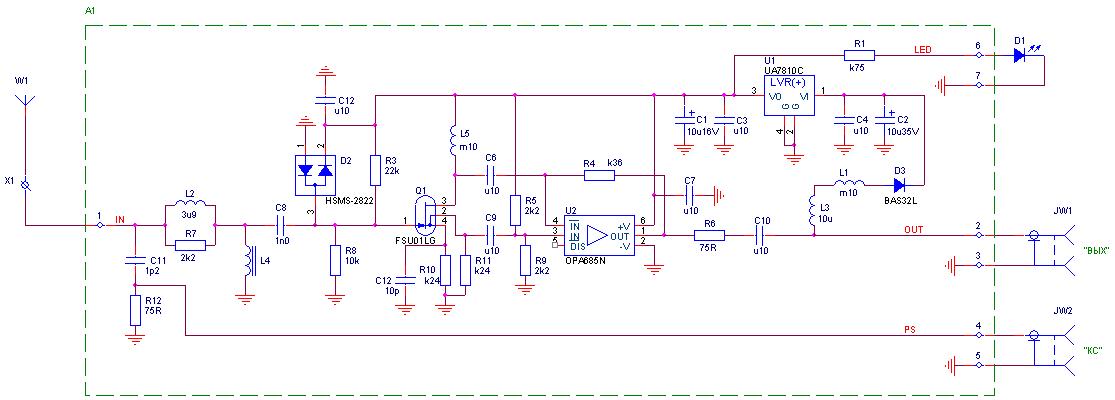 A1
W1
X1
1
IN
L2
3u9
R7
2k2
C11
1p2
R12
75R
L4
C8
1n0
C12
u10
1
2
3
D2
HSMS-2822
R3
22k
R8
10k
Q1
1
3
2
4
FSU01LG
L5
m10
C12
10p
R10
k24
R11
k24
C6
u10
C9
u10
R5
2k2
R9
2k2
R4
k36
U2
4
3
5
IN
IN
DIS
+V
OUT
-V
6
1
2
OPA685N
C7
u10
R6
75R
C10
u10
C1
+
10u16V
C3
u10
U1
UA7810C
LVR(+)
3
VO
VI
1
G
G
4
2
C4
u10
C2
+
10u35V
R1
k75
LED
L1
m10
D3
BAS32L
L3
10u
OUT
PS
6
7
D1
2
3
JW1
"ВЫХ"
4
5
JW2
"КС"